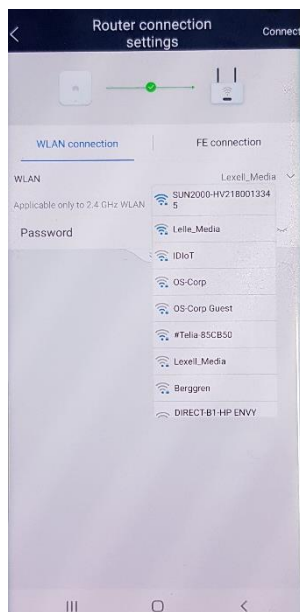 Router connection
settings
Connect
WLAN connection
FE connection
WLAN
Lexell_Media
Applicable only to 2.4 GHz WLAN
Password
SUN2000-HV218001334
5
Lelle_Media
IDIoT
OS-Corp
OS-Corp Guest
#Telia-85CB50
Lexell_Media
Berggren
DIRECT-B1-HP ENVY